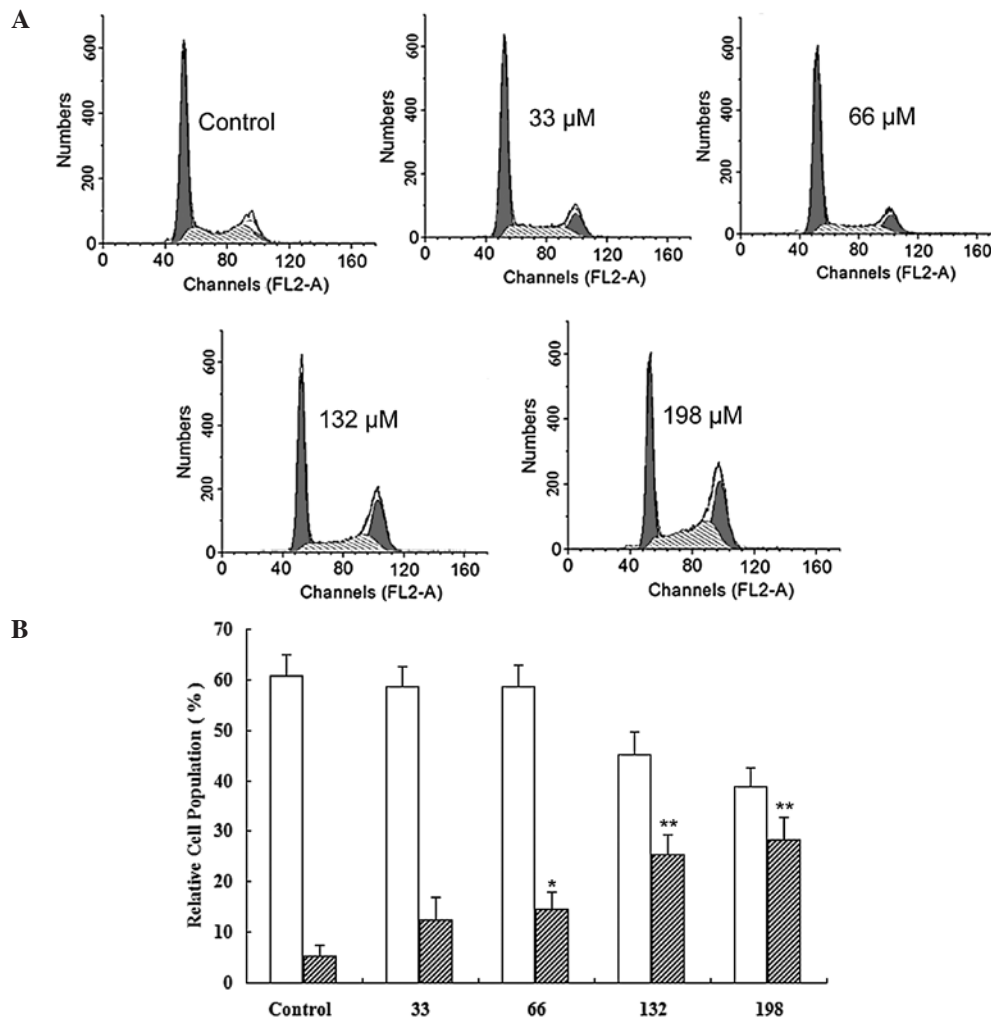 A
Numbers
600
400
200
0
Control
0 40 80 120 160
Channels (FL2-A)
Numbers
600
400
200
0
33 µM
0 40 80 120 160
Channels (FL2-A)
Numbers
600
400
200
0
66 µM
0 40 80 120 160
Channels (FL2-A)
Numbers
600
400
200
0
132 µM
0 40 80 120 160
Channels (FL2-A)
Numbers
600
400
200
0
198 µM
0 40 80 120 160
Channels (FL2-A)
B
Relative Cell Population ( % )
70
60
50
40
30
20
10
0
*
**
**
Control 33 66 132 198